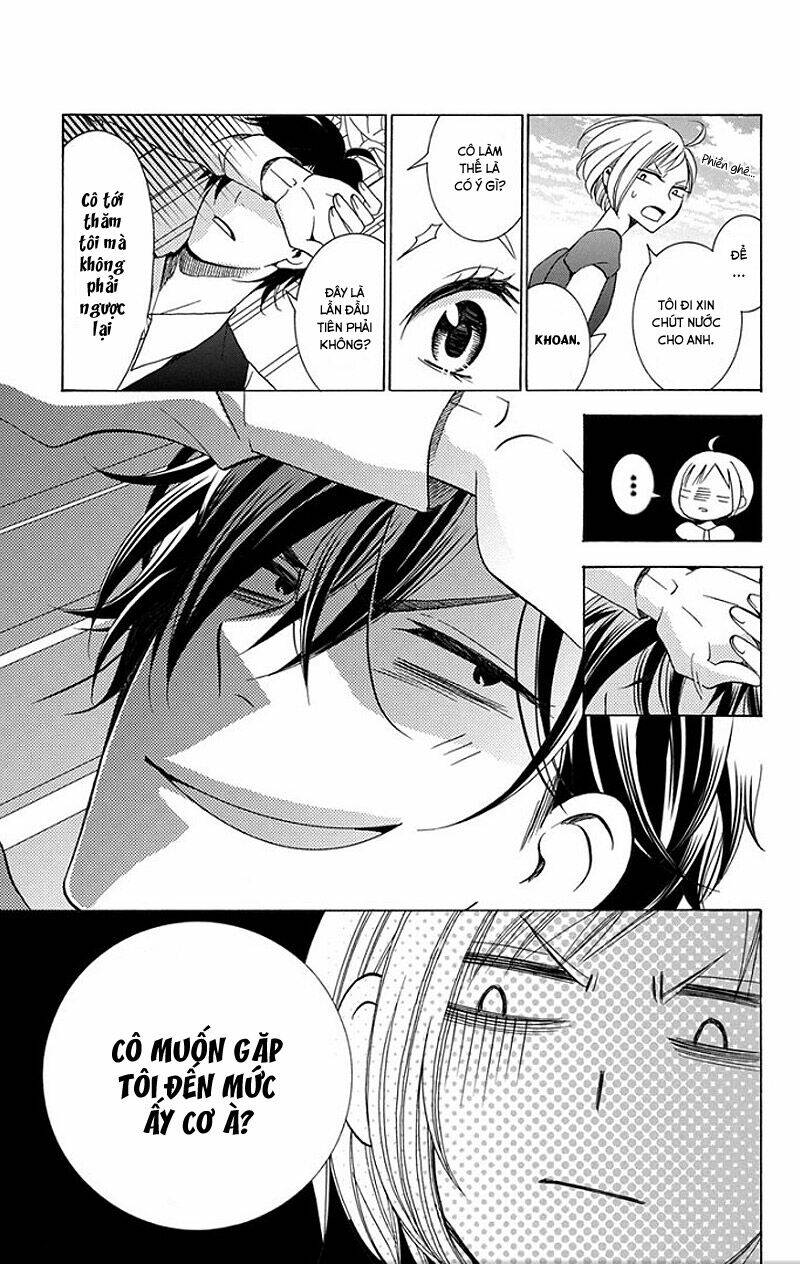 Phiền ghê...
ĐỂ
...
TÔI ĐI XIN
CHÚT NƯỚC
CHO ANH.
KHOAN.
CÔ LÀM
THẾ LÀ
CÓ Ý GÌ?
ĐÂY LÀ
LẦN ĐẦU
TIÊN PHẢI
KHÔNG?
Cô tới
thăm
tôi mà
không
phải
ngược
lại
...
CÔ MUỐN GẶP
TÔI ĐẾN MỨC
ẤY CƠ À?